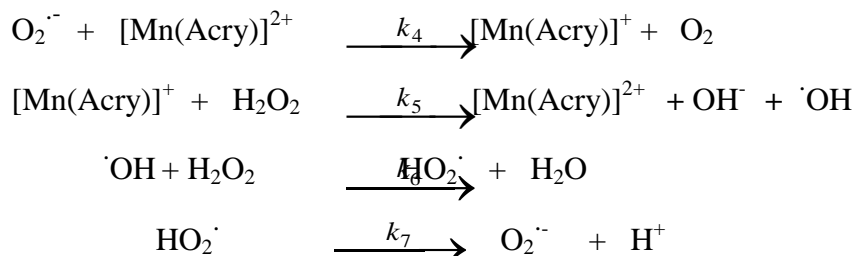 O₂·⁻ + [Mn(Acry)]²⁺ —k₄→ [Mn(Acry)]⁺ + O₂
[Mn(Acry)]⁺ + H₂O₂ —k₅→ [Mn(Acry)]²⁺ + OH⁻ + ·OH
·OH + H₂O₂ —k₆→ HO₂· + H₂O
HO₂· —k₇→ O₂·⁻ + H⁺